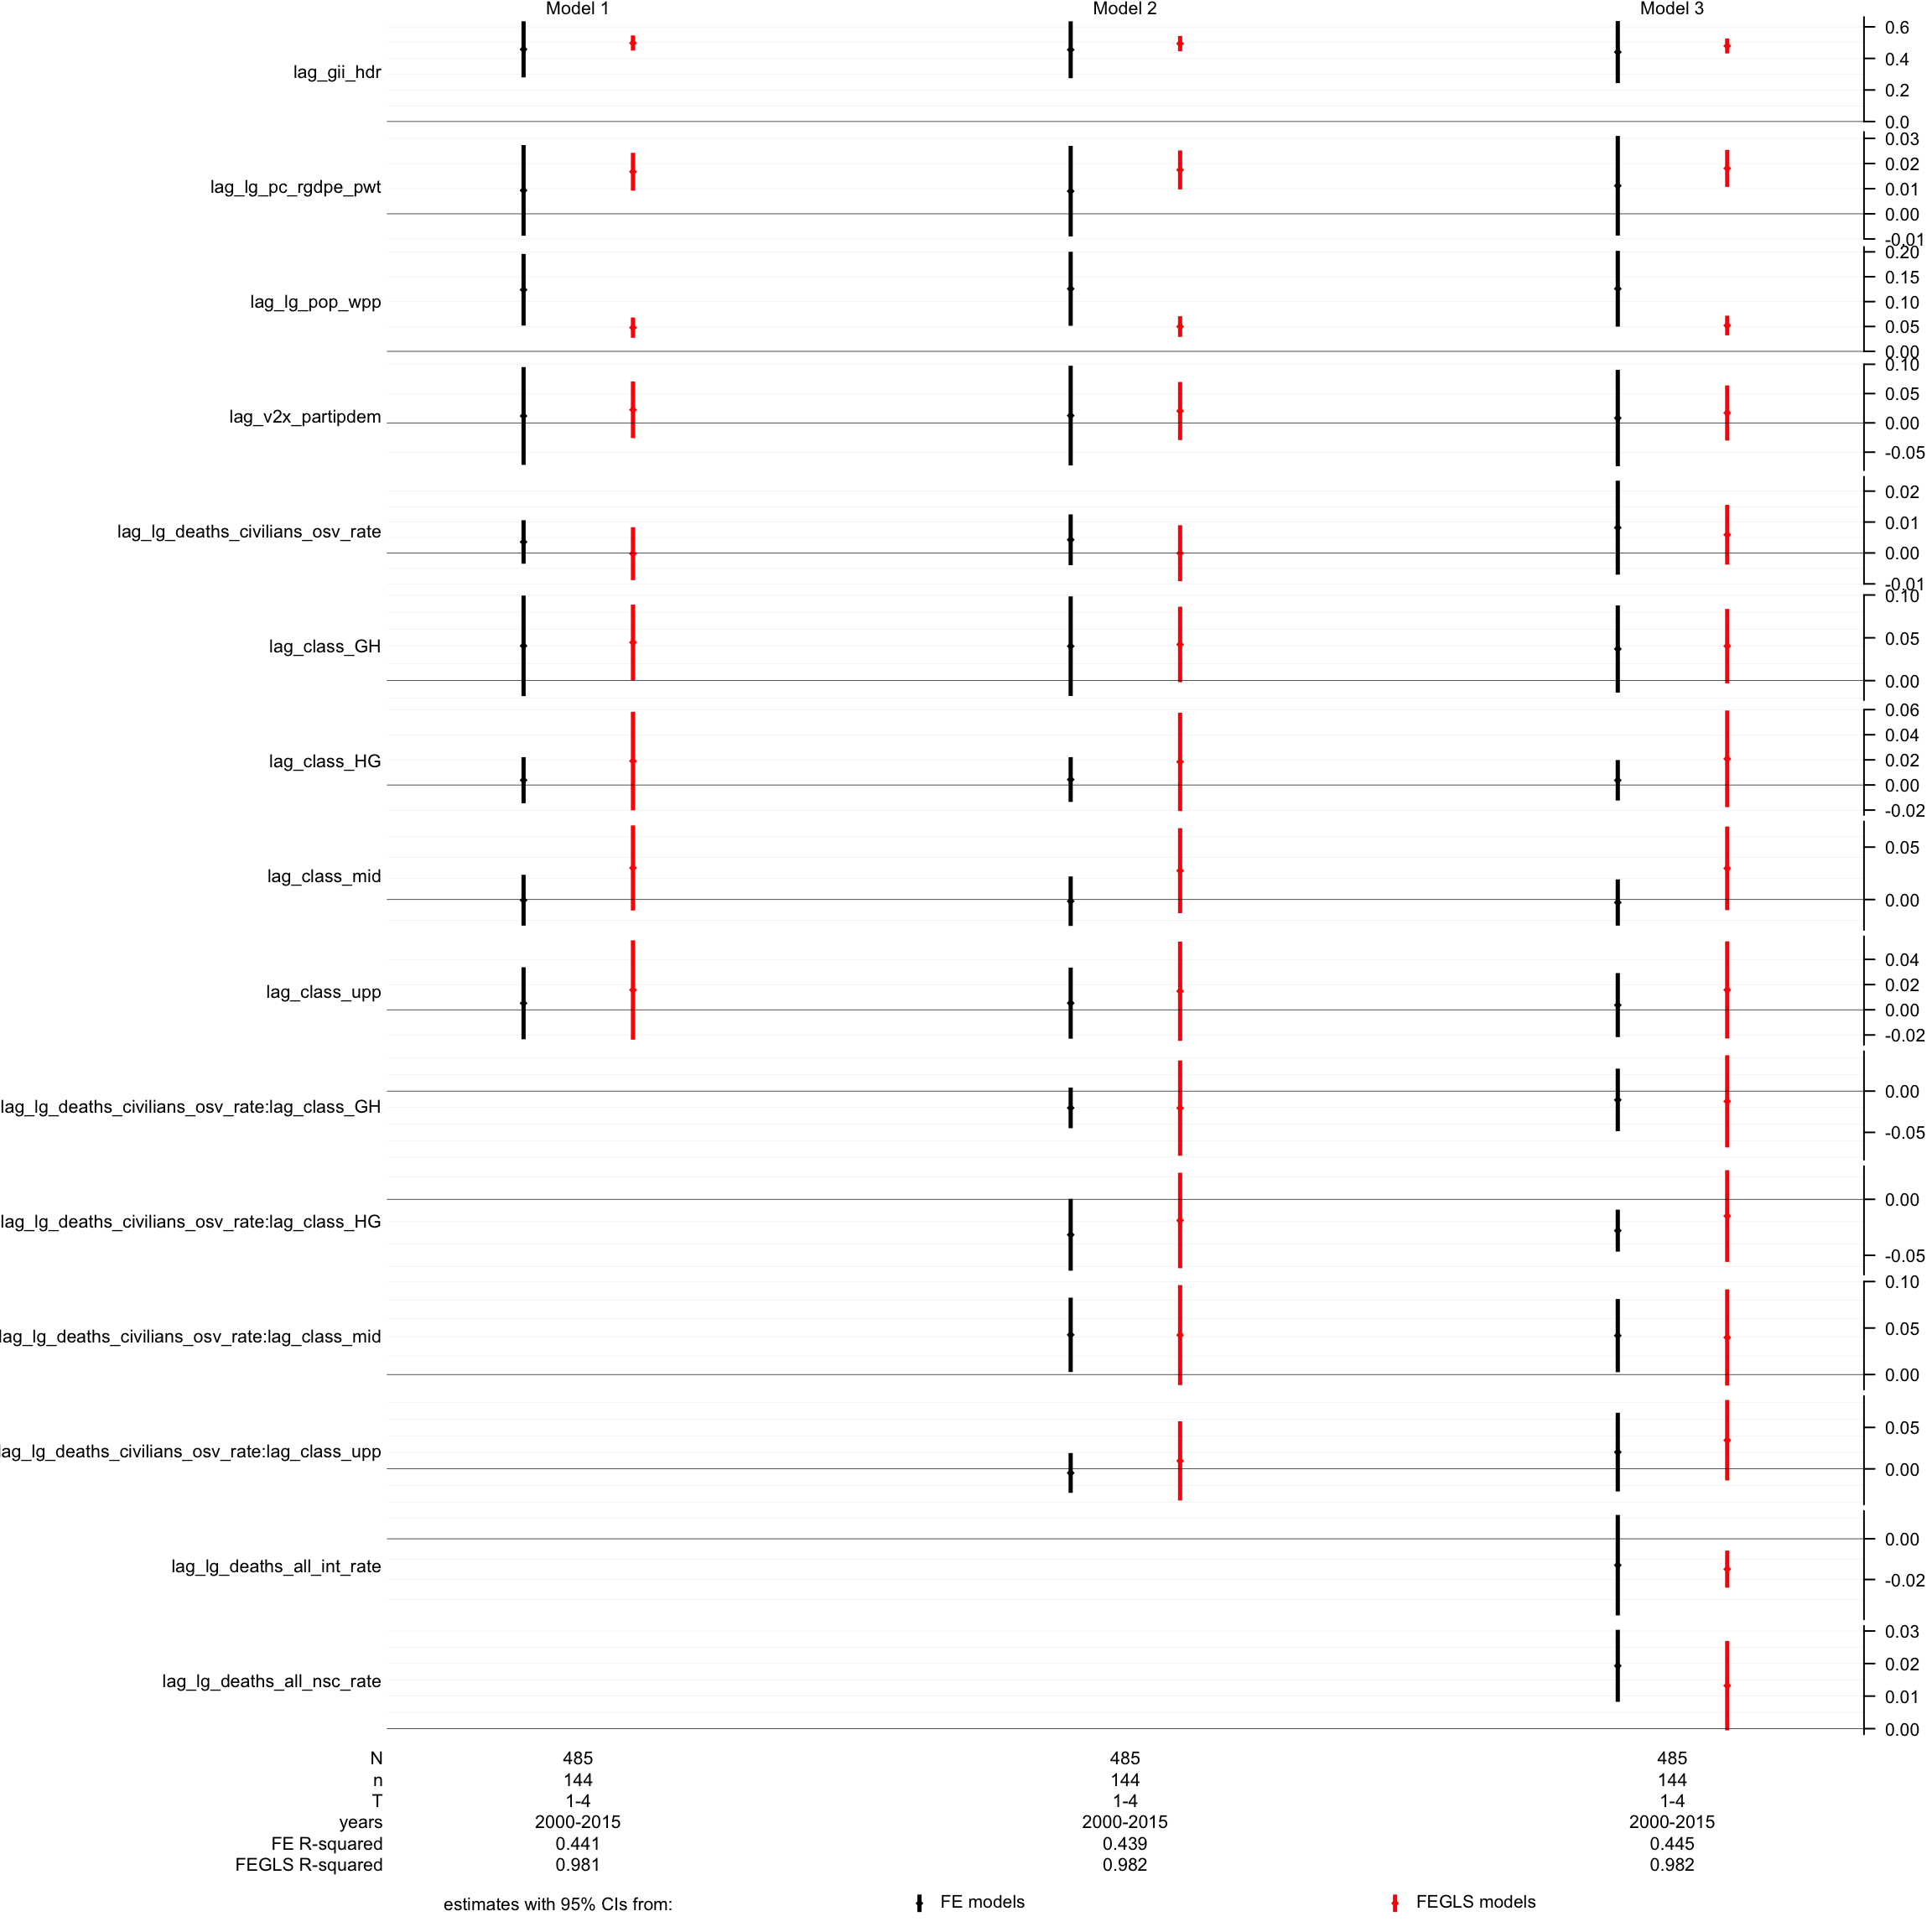 Model 1 Model 2 Model 3
lag_gii_hdr
0.6
0.4
0.2
0.0
lag_lg_pc_rgdpe_pwt
0.03
0.02
0.01
0.00
-0.01
lag_lg_pop_wpp
0.20
0.15
0.10
0.05
0.00
lag_v2x_partipdem
0.10
0.05
0.00
-0.05
lag_lg_deaths_civilians_osv_rate
0.02
0.01
0.00
-0.01
lag_class_GH
0.10
0.05
0.00
lag_class_HG
0.06
0.04
0.02
0.00
-0.02
lag_class_mid
0.05
0.00
lag_class_upp
0.04
0.02
0.00
-0.02
lag_lg_deaths_civilians_osv_rate:lag_class_GH
0.00
-0.05
lag_lg_deaths_civilians_osv_rate:lag_class_HG
0.00
-0.05
lag_lg_deaths_civilians_osv_rate:lag_class_mid
0.10
0.05
0.00
lag_lg_deaths_civilians_osv_rate:lag_class_upp
0.05
0.00
lag_lg_deaths_all_int_rate
0.00
-0.02
lag_lg_deaths_all_nsc_rate
0.03
0.02
0.01
0.00
N 485 485 485
n 144 144 144
T 1-4 1-4 1-4
years 2000-2015 2000-2015 2000-2015
FE R-squared 0.441 0.439 0.445
FEGLS R-squared 0.981 0.982 0.982
estimates with 95% CIs from: FE models FEGLS models